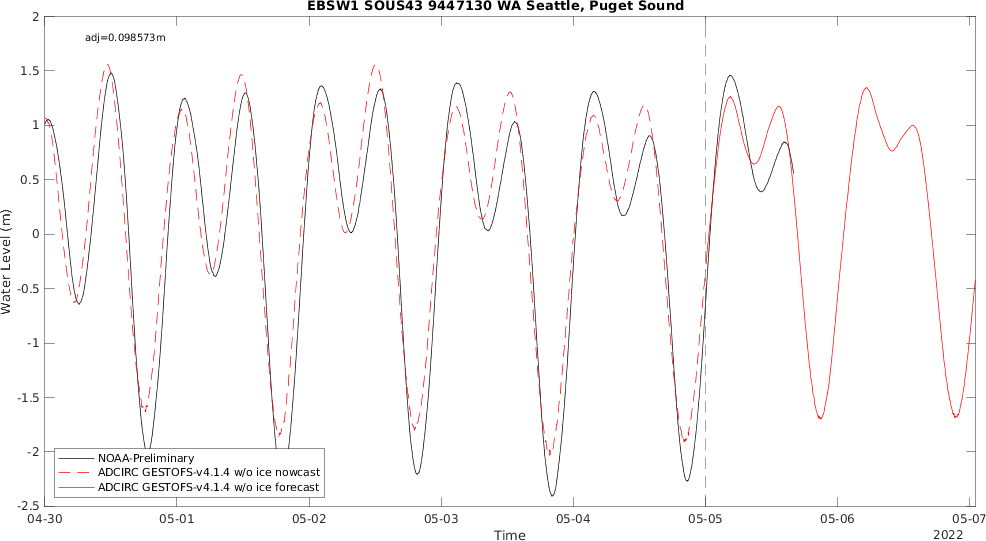 EBSW1 SOUS43 9447130 WA Seattle, Puget Sound
adj=0.098573m
2
1.5
1
0.5
0
-0.5
-1
-1.5
-2
-2.5
Water Level (m)
NOAA-Preliminary
ADCIRC GESTOFS-v4.1.4 w/o ice nowcast
ADCIRC GESTOFS-v4.1.4 w/o ice forecast
04-30 05-01 05-02 05-03 05-04 05-05 05-06 05-07
Time
2022